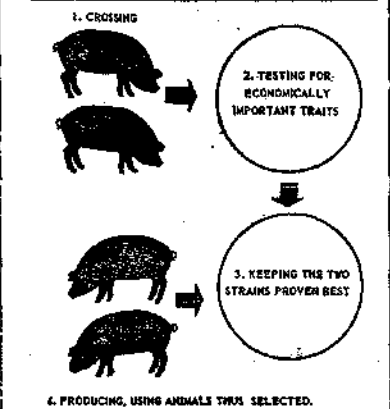 1. CROSSING
2. TESTING FOR
ECONOMICALLY
IMPORTANT TRAITS
3. KEEPING THE TWO
STRAINS PROVEN BEST
4. PRODUCING, USING ANIMALS THUS SELECTED.